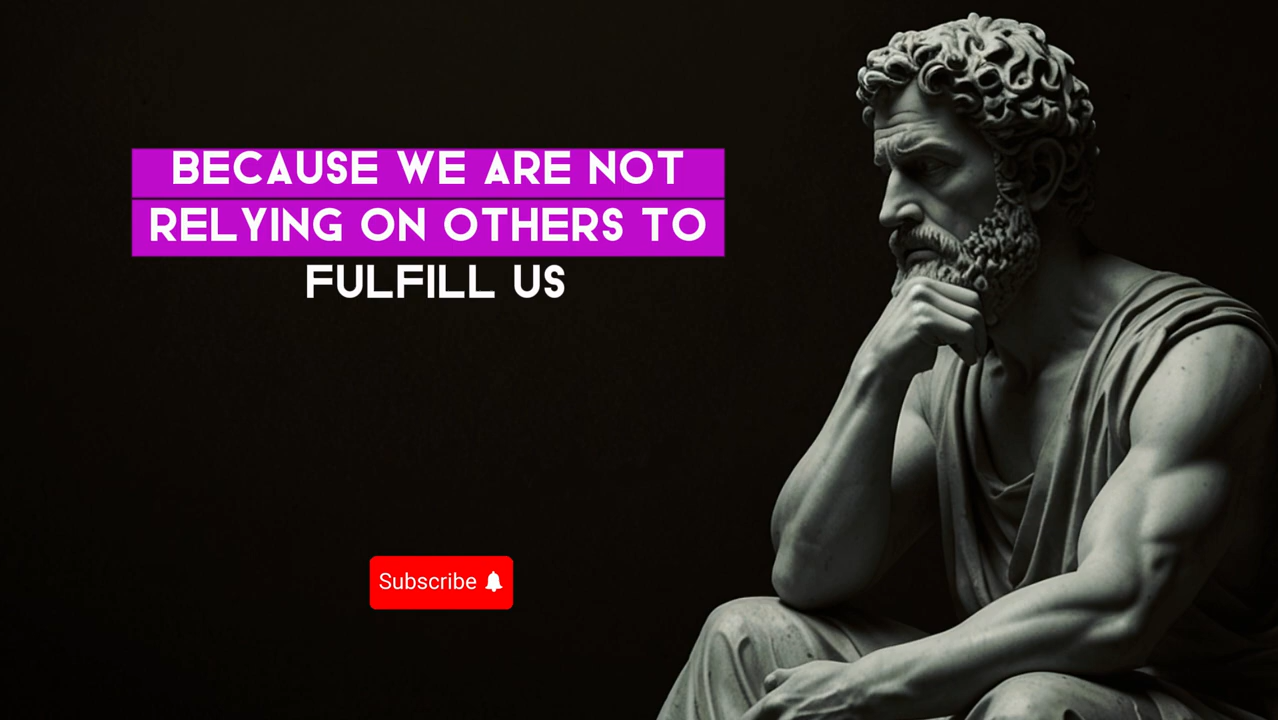 BECAUSE WE ARE NOT
RELYING ON OTHERS TO
FULFILL US
Subscribe